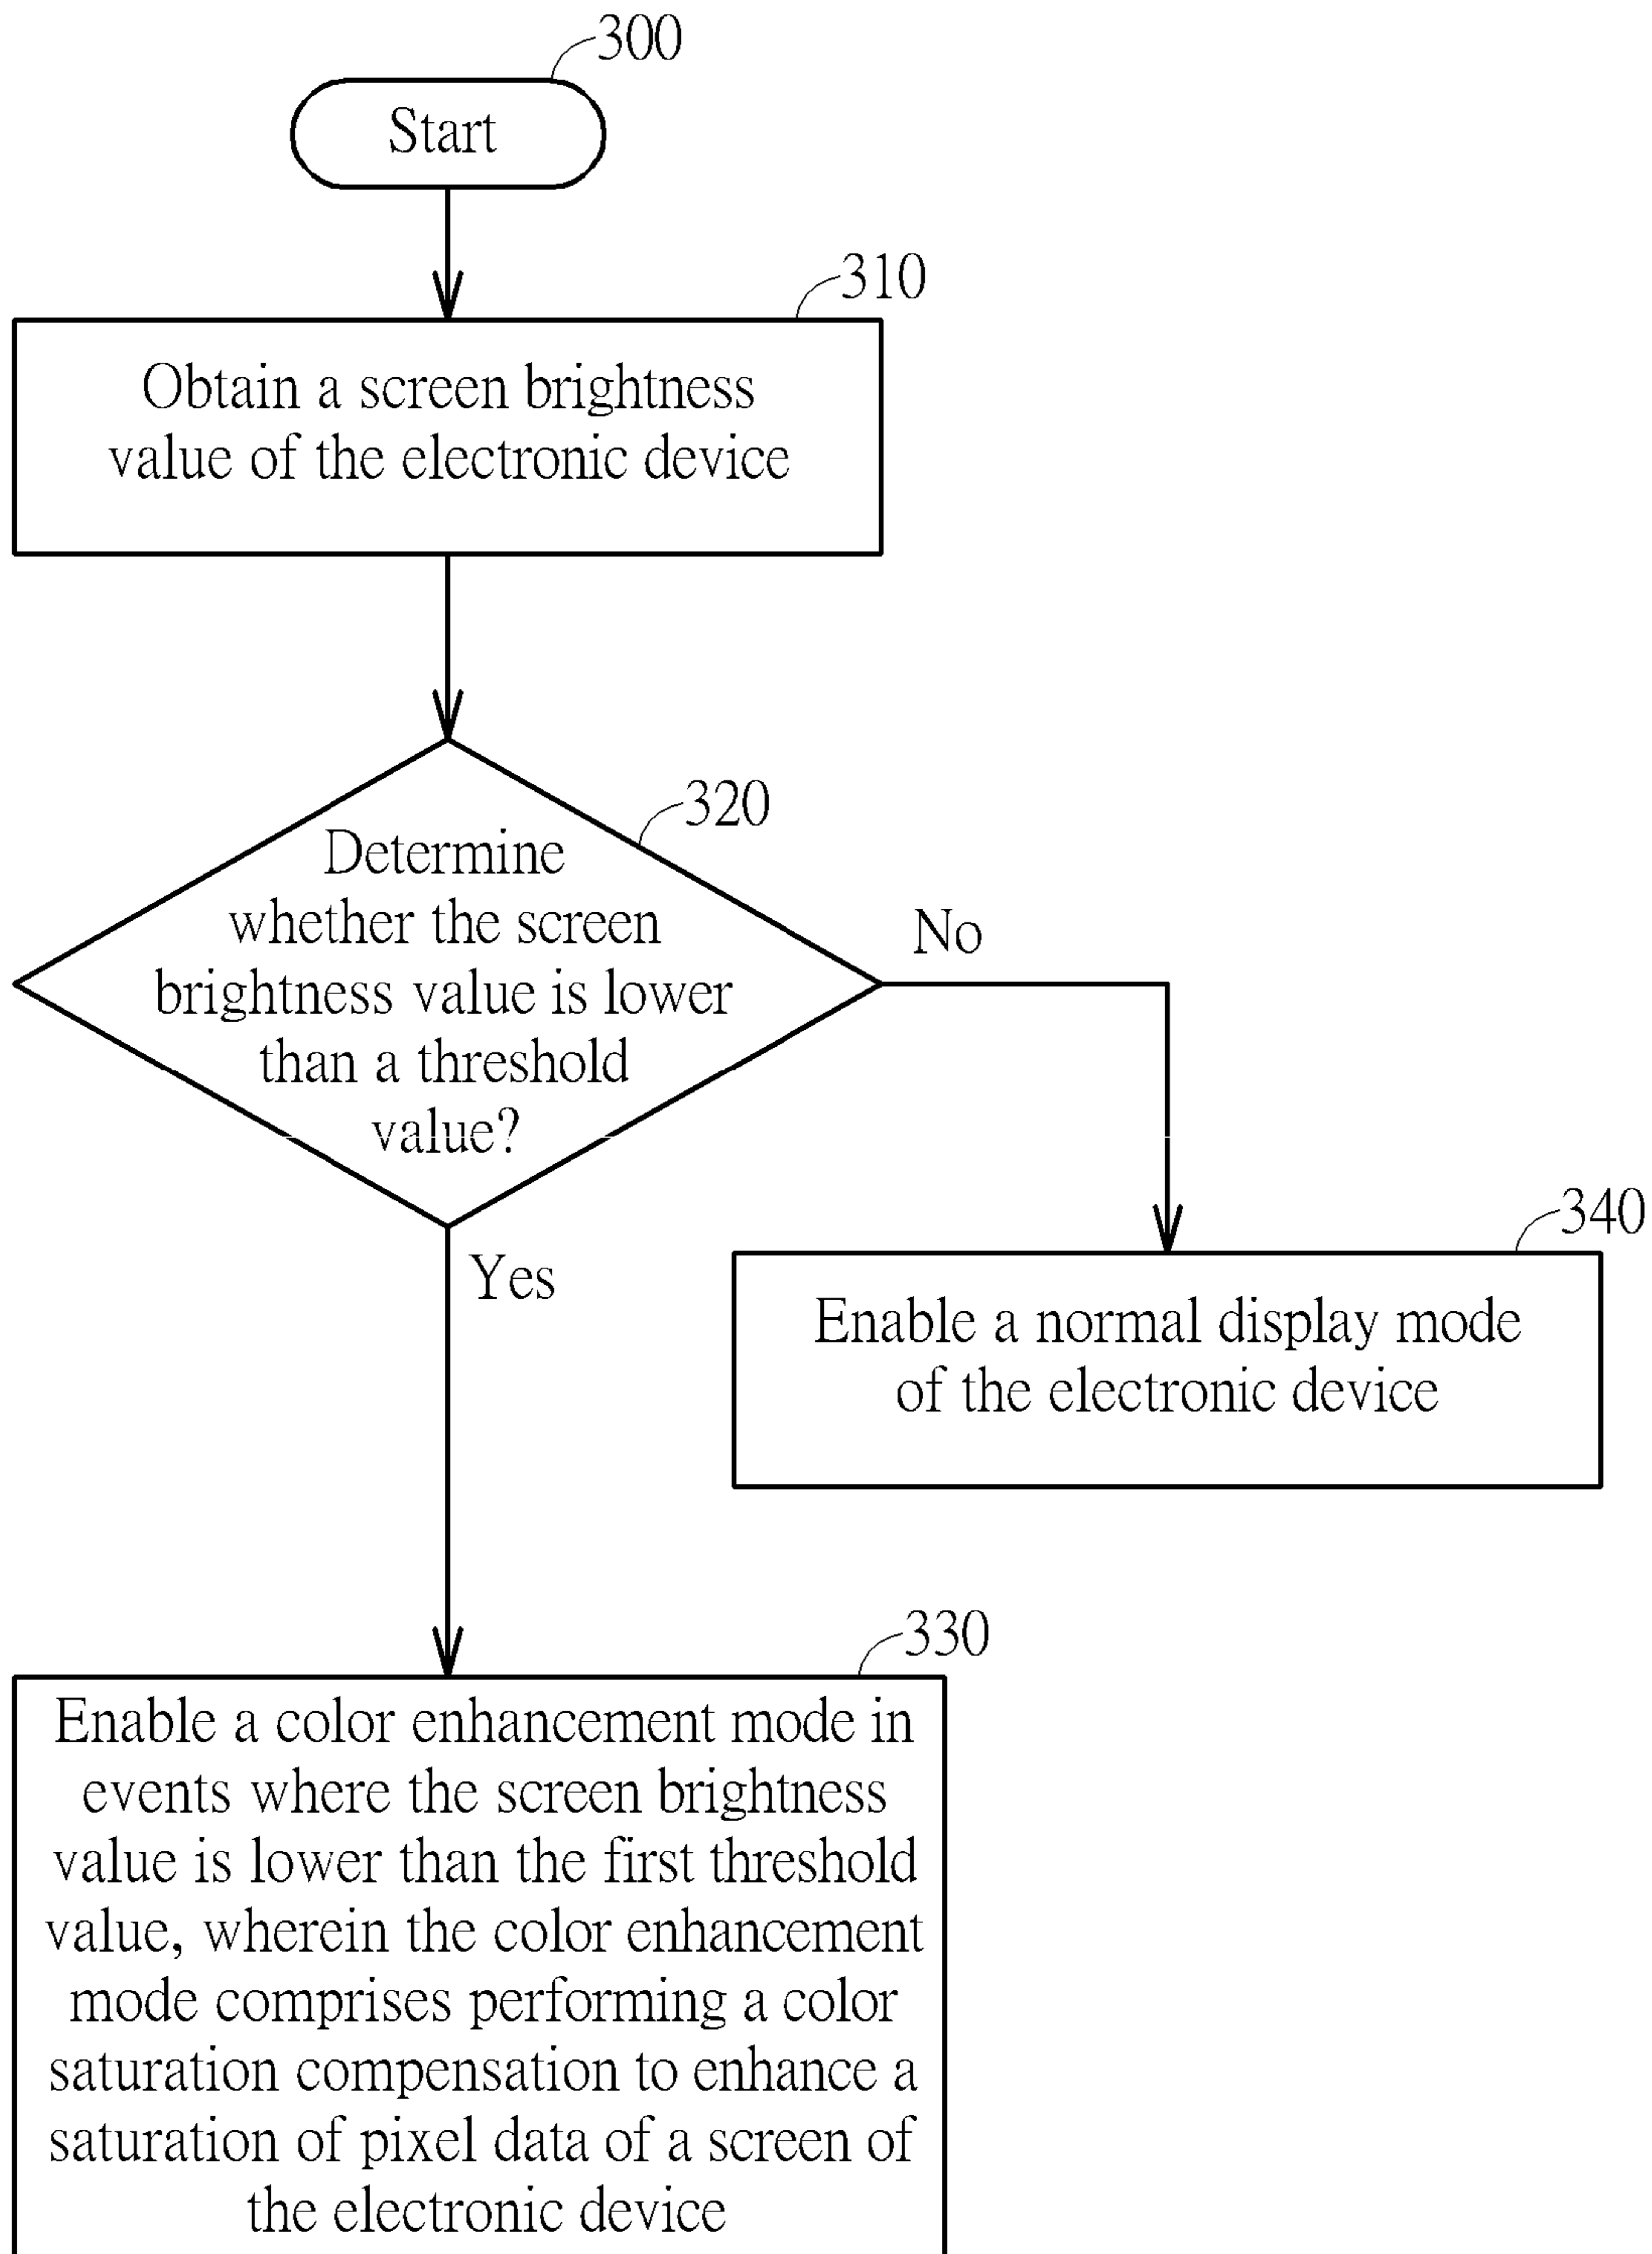 300
Start
310
Obtain a screen brightness
value of the electronic device
320
Determine
whether the screen
brightness value is lower
than a threshold
value?
No
Yes
340
Enable a normal display mode
of the electronic device
330
Enable a color enhancement mode in
events where the screen brightness
value is lower than the first threshold
value, wherein the color enhancement
mode comprises performing a color
saturation compensation to enhance a
saturation of pixel data of a screen of
the electronic device